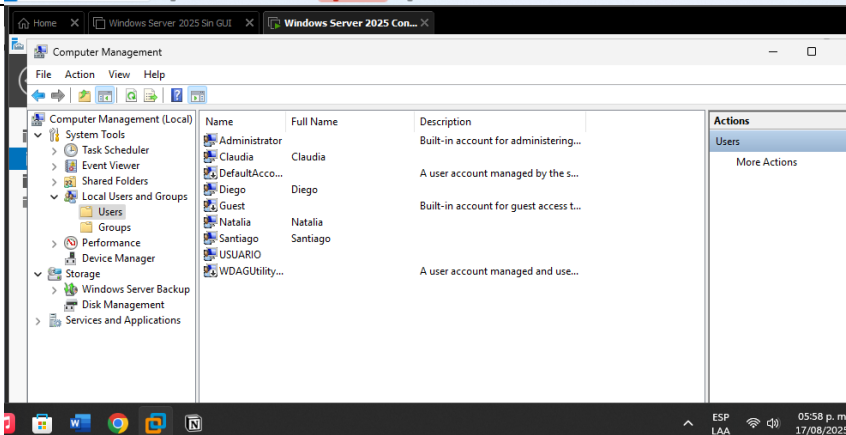 Home
Windows Server 2025 Sin GUI
Windows Server 2025 Con...
Computer Management
File Action View Help
Computer Management (Local)
System Tools
Task Scheduler
Event Viewer
Shared Folders
Local Users and Groups
Users
Groups
Performance
Device Manager
Storage
Windows Server Backup
Disk Management
Services and Applications
Name Full Name Description
Administrator Built-in account for administering...
Claudia Claudia
DefaultAcco... A user account managed by the s...
Diego Diego
Guest Built-in account for guest access t...
Natalia Natalia
Santiago Santiago
USUARIO
WDAGUtility... A user account managed and use...
Actions
Users
More Actions
ESP
LAA
05:58 p. m
17/08/2025